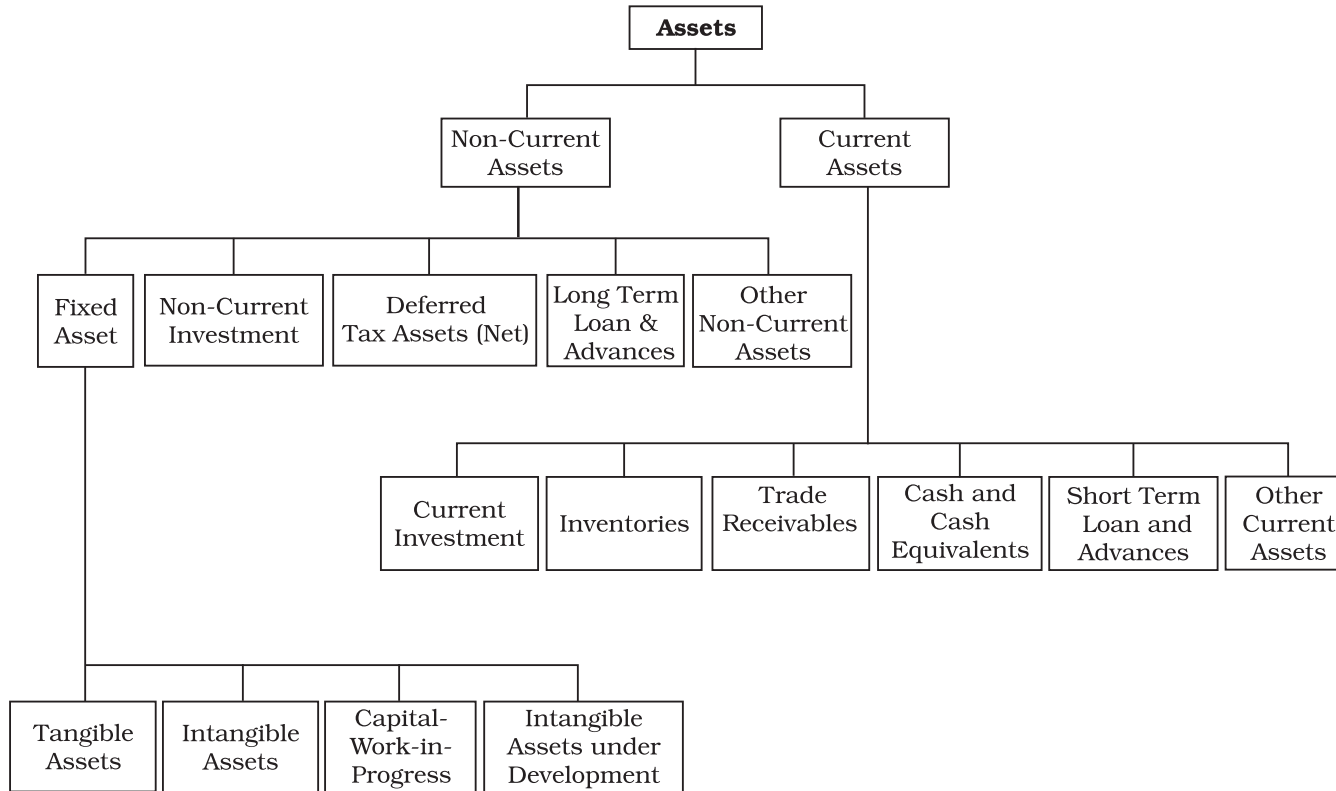 Assets
Non-Current
Assets
Current
Assets
Fixed
Asset
Non-Current
Investment
Deferred
Tax Assets (Net)
Long Term
Loan &
Advances
Other
Non-Current
Assets
Current
Investment
Inventories
Trade
Receivables
Cash and
Cash
Equivalents
Short Term
Loan and
Advances
Other
Current
Assets
Tangible
Assets
Intangible
Assets
Capital-
Work-in-
Progress
Intangible
Assets under
Development